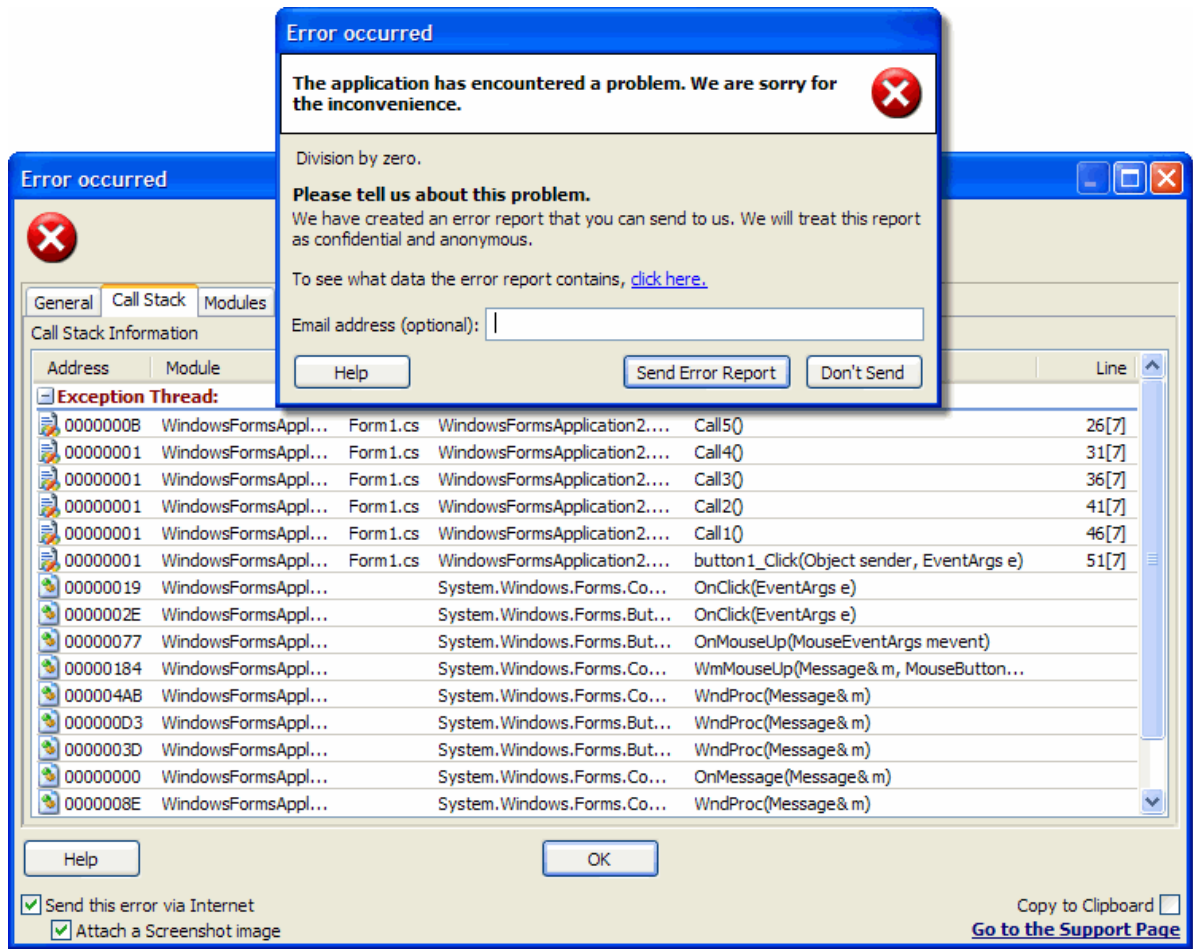 Error occurred
The application has encountered a problem. We are sorry for
the inconvenience.
Division by zero.
Please tell us about this problem.
We have created an error report that you can send to us. We will treat this report
as confidential and anonymous.
To see what data the error report contains, click here.
Email address (optional):
Help Send Error Report Don't Send
Error occurred
General Call Stack Modules
Call Stack Information
Address Module Line
Exception Thread:
0000000B WindowsFormsAppl... Form1.cs WindowsFormsApplication2.... Call5() 26[7]
00000001 WindowsFormsAppl... Form1.cs WindowsFormsApplication2.... Call4() 31[7]
00000001 WindowsFormsAppl... Form1.cs WindowsFormsApplication2.... Call3() 36[7]
00000001 WindowsFormsAppl... Form1.cs WindowsFormsApplication2.... Call2() 41[7]
00000001 WindowsFormsAppl... Form1.cs WindowsFormsApplication2.... Call1() 46[7]
00000001 WindowsFormsAppl... Form1.cs WindowsFormsApplication2.... button1_Click(Object sender, EventArgs e) 51[7]
00000019 WindowsFormsAppl... System.Windows.Forms.Co... OnClick(EventArgs e)
0000002E WindowsFormsAppl... System.Windows.Forms.But... OnClick(EventArgs e)
00000077 WindowsFormsAppl... System.Windows.Forms.But... OnMouseUp(MouseEventArgs mevent)
00000184 WindowsFormsAppl... System.Windows.Forms.Co... WmMouseUp(Message& m, MouseButton...
000004AB WindowsFormsAppl... System.Windows.Forms.Co... WndProc(Message& m)
000000D3 WindowsFormsAppl... System.Windows.Forms.But... WndProc(Message& m)
0000003D WindowsFormsAppl... System.Windows.Forms.But... WndProc(Message& m)
00000000 WindowsFormsAppl... System.Windows.Forms.Co... OnMessage(Message& m)
0000008E WindowsFormsAppl... System.Windows.Forms.Co... WndProc(Message& m)
Help OK
Send this error via Internet Copy to Clipboard
Attach a Screenshot image Go to the Support Page